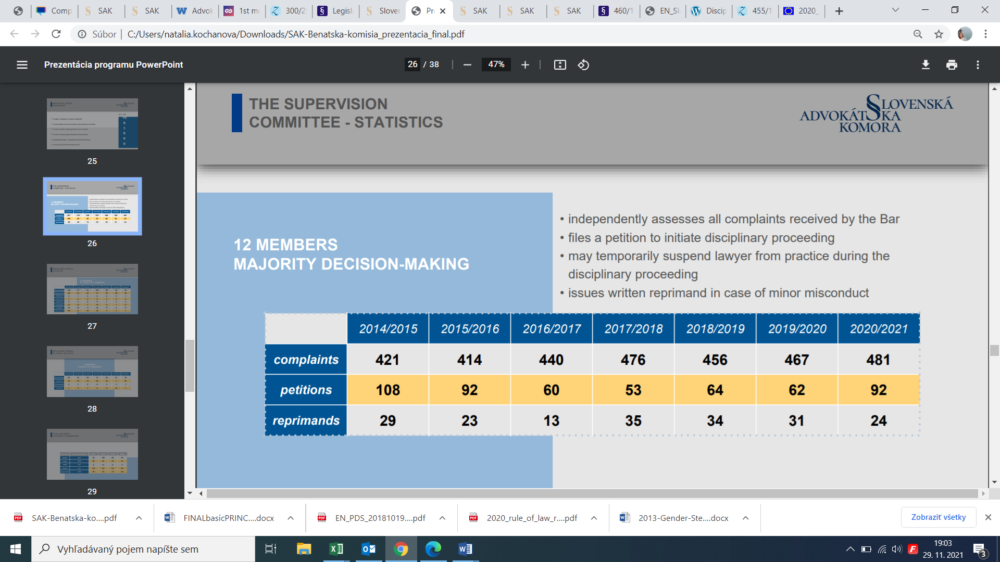 Comp
SAK
SAK
Advok
1st me
300/2
Legisl
Slover
Pr
SAK
SAK
SAK
460/1
EN_SI
Discip
455/1
2020_
Súbor
C:/Users/natalia.kochanova/Downloads/SAK-Benatska-komisia_prezentacia_final.pdf
Prezentácia programu PowerPoint
26 / 38
47%
25
26
27
28
29
THE SUPERVISION
COMMITTEE - STATISTICS
SLOVENSKÁ
ADVOKÁTSKA
KOMORA
12 MEMBERS
MAJORITY DECISION-MAKING
• independently assesses all complaints received by the Bar
• files a petition to initiate disciplinary proceeding
• may temporarily suspend lawyer from practice during the
disciplinary proceeding
• issues written reprimand in case of minor misconduct
2014/2015 2015/2016 2016/2017 2017/2018 2018/2019 2019/2020 2020/2021
complaints 421 414 440 476 456 467 481
petitions 108 92 60 53 64 62 92
reprimands 29 23 13 35 34 31 24
SAK-Benatska-ko....pdf
FINALbasicPRINC....docx
EN_PDS_20181019....pdf
2020_rule_of_law_r....pdf
2013-Gender-Ste....docx
Zobraziť všetky
Vyhľadávaný pojem napíšte sem
19:03
29. 11. 2021
3